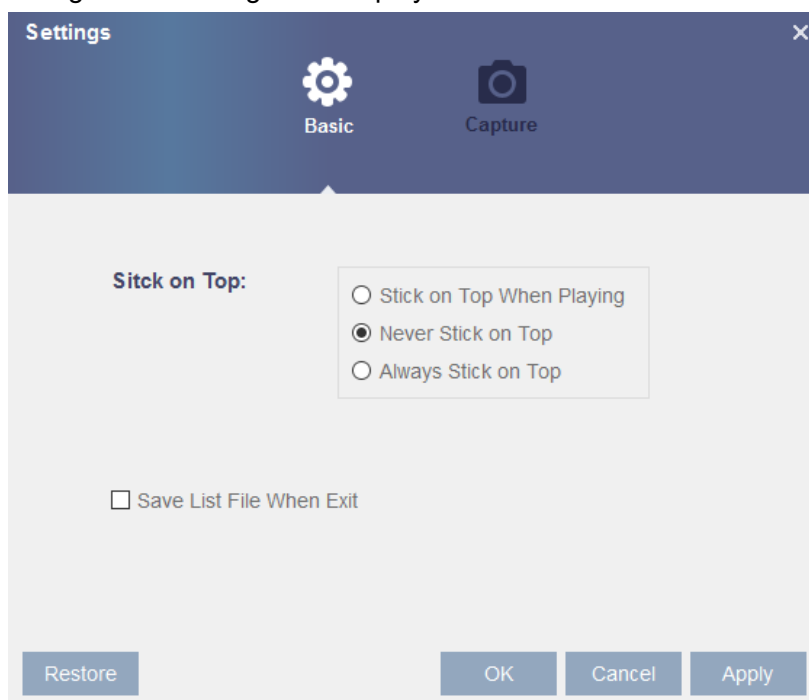 Settings
Basic
Capture
Sitck on Top:
Stick on Top When Playing
Never Stick on Top
Always Stick on Top
Save List File When Exit
Restore
OK
Cancel
Apply